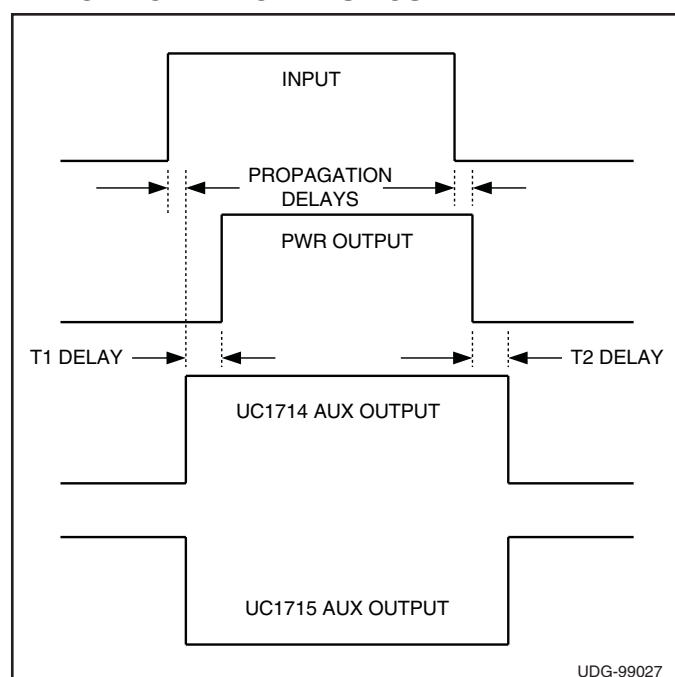 INPUT
PROPAGATION
DELAYS
PWR OUTPUT
T1 DELAY
T2 DELAY
UC1714 AUX OUTPUT
UC1715 AUX OUTPUT
UDG-99027